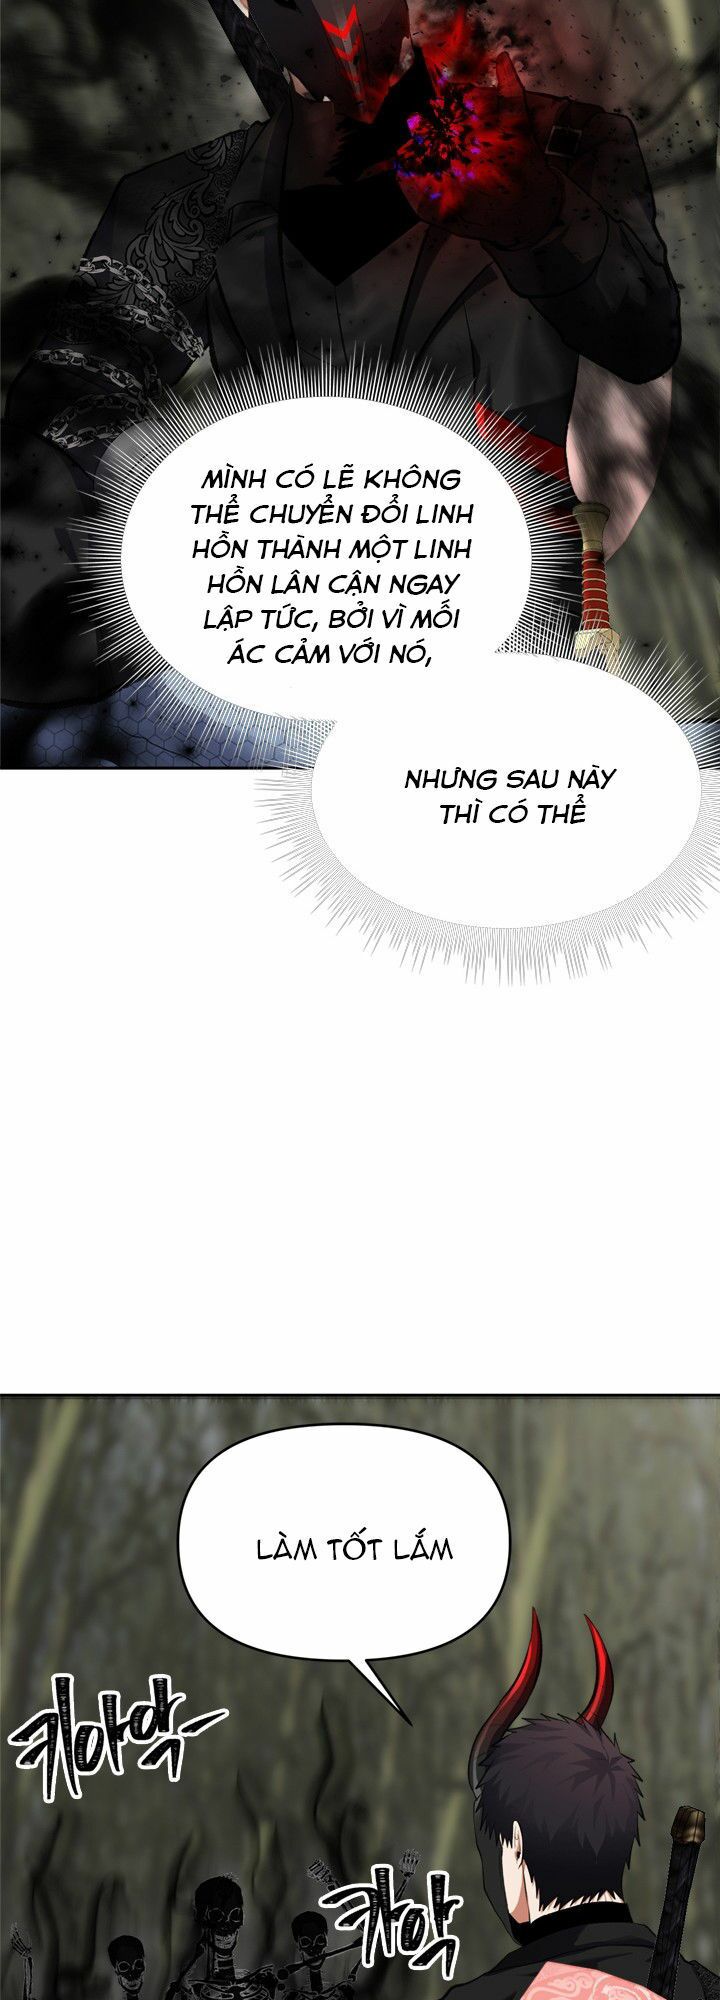 MÌNH CÓ LẼ KHÔNG
THỂ CHUYỂN ĐỔI LINH
HỒN THÀNH MỘT LINH
HỒN LÂN CẬN NGAY
LẬP TỨC, BỞI VÌ MỐI
ÁC CẢM VỚI NÓ,
NHƯNG SAU NÀY
THÌ CÓ THỂ
LÀM TỐT LẮM
캬아악
캬악